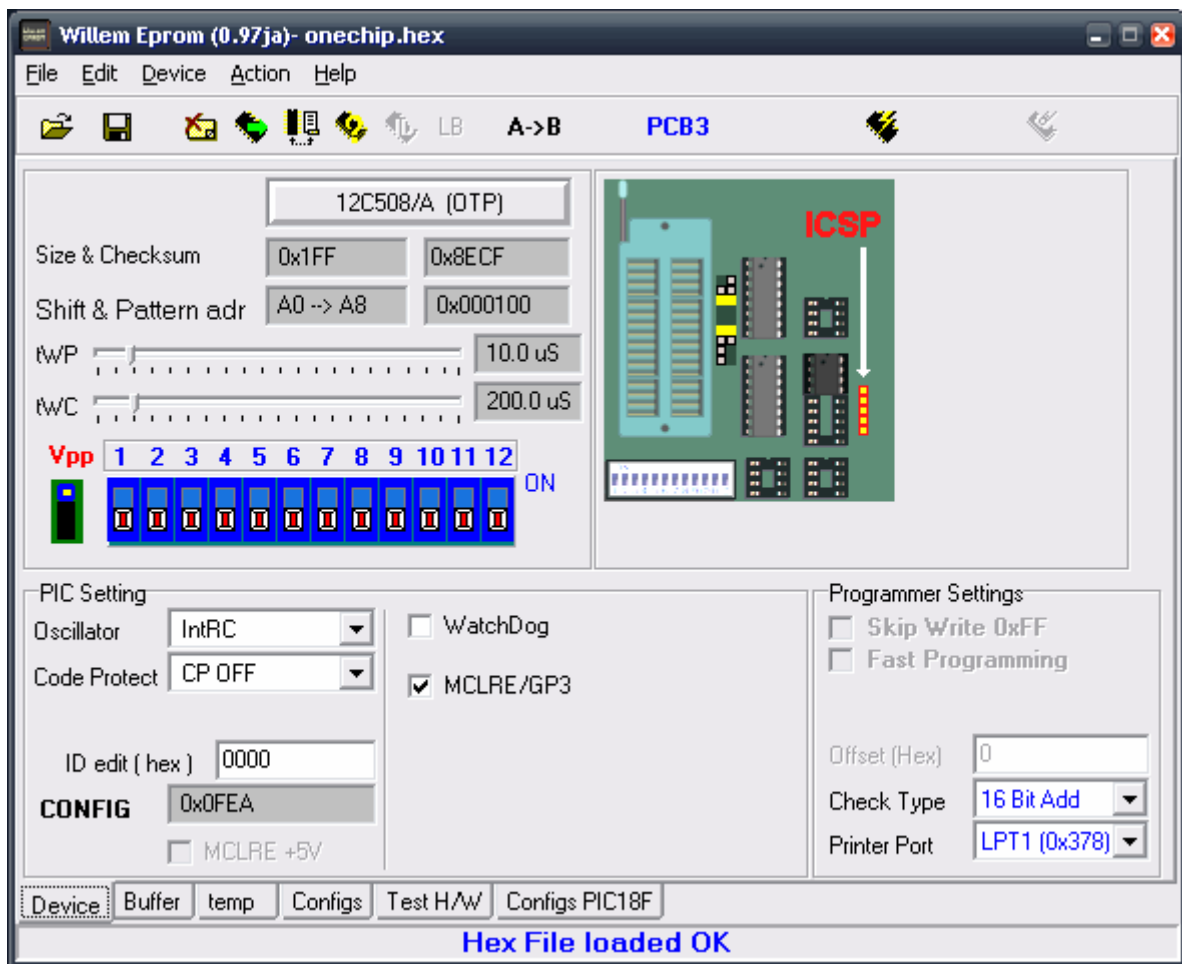 Willem Eprom (0.97ja)- onechip.hex
File Edit Device Action Help
LB A->B PCB3
12C508/A (OTP)
Size & Checksum 0x1FF 0x8ECF
Shift & Pattern adr A0 --> A8 0x000100
tWP 10.0 uS
tWC 200.0 uS
Vpp 1 2 3 4 5 6 7 8 9 10 11 12
ON
ICSP
PIC Setting
Oscillator IntRC
Code Protect CP OFF
ID edit ( hex ) 0000
CONFIG 0x0FEA
MCLRE +5V
WatchDog
MCLRE/GP3
Programmer Settings
Skip Write 0xFF
Fast Programming
Offset (Hex) 0
Check Type 16 Bit Add
Printer Port LPT1 (0x378)
Device Buffer temp Configs Test H/W Configs PIC18F
Hex File loaded OK